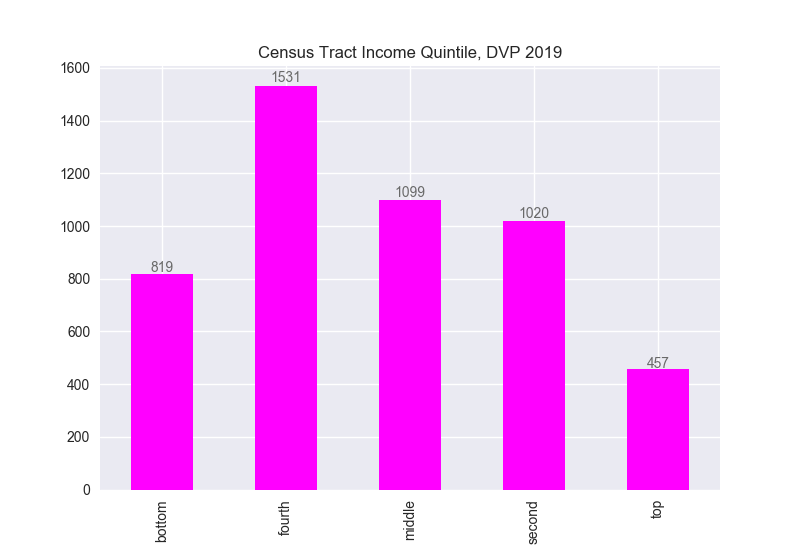 Census Tract Income Quintile, DVP 2019
1600
1400
1200
1000
800
600
400
200
0
819
1531
1099
1020
457
bottom
fourth
middle
second
top